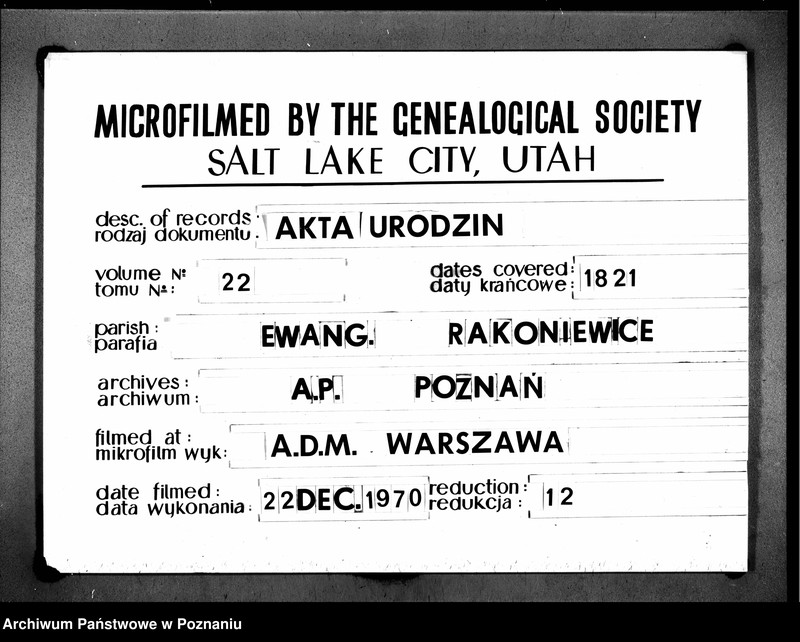 MICROFILMED BY THE GENEALOGICAL SOCIETY
SALT LAKE CITY, UTAH
desc. of records: AKTA URODZIN
rodzaj dokumentu:
volume №: 22
tomu №:
dates covered: 1821
daty krańcowe:
parish: EWANG. RAKONIEWICE
parafia
archives: A.P. POZNAŃ
archiwum:
filmed at: A.D.M. WARSZAWA
mikrofilm wyk:
date filmed: 22 DEC. 1970
data wykonania:
reduction: 12
redukcja:
Archiwum Państwowe w Poznaniu